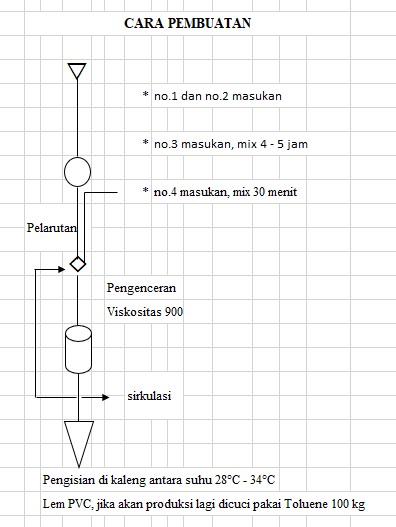 CARA PEMBUATAN
* no.1 dan no.2 masukan
* no.3 masukan, mix 4 - 5 jam
* no.4 masukan, mix 30 menit
Pelarutan
Pengenceran
Viskositas 900
sirkulasi
Pengisian di kaleng antara suhu 28°C - 34°C
Lem PVC, jika akan produksi lagi dicuci pakai Toluene 100 kg